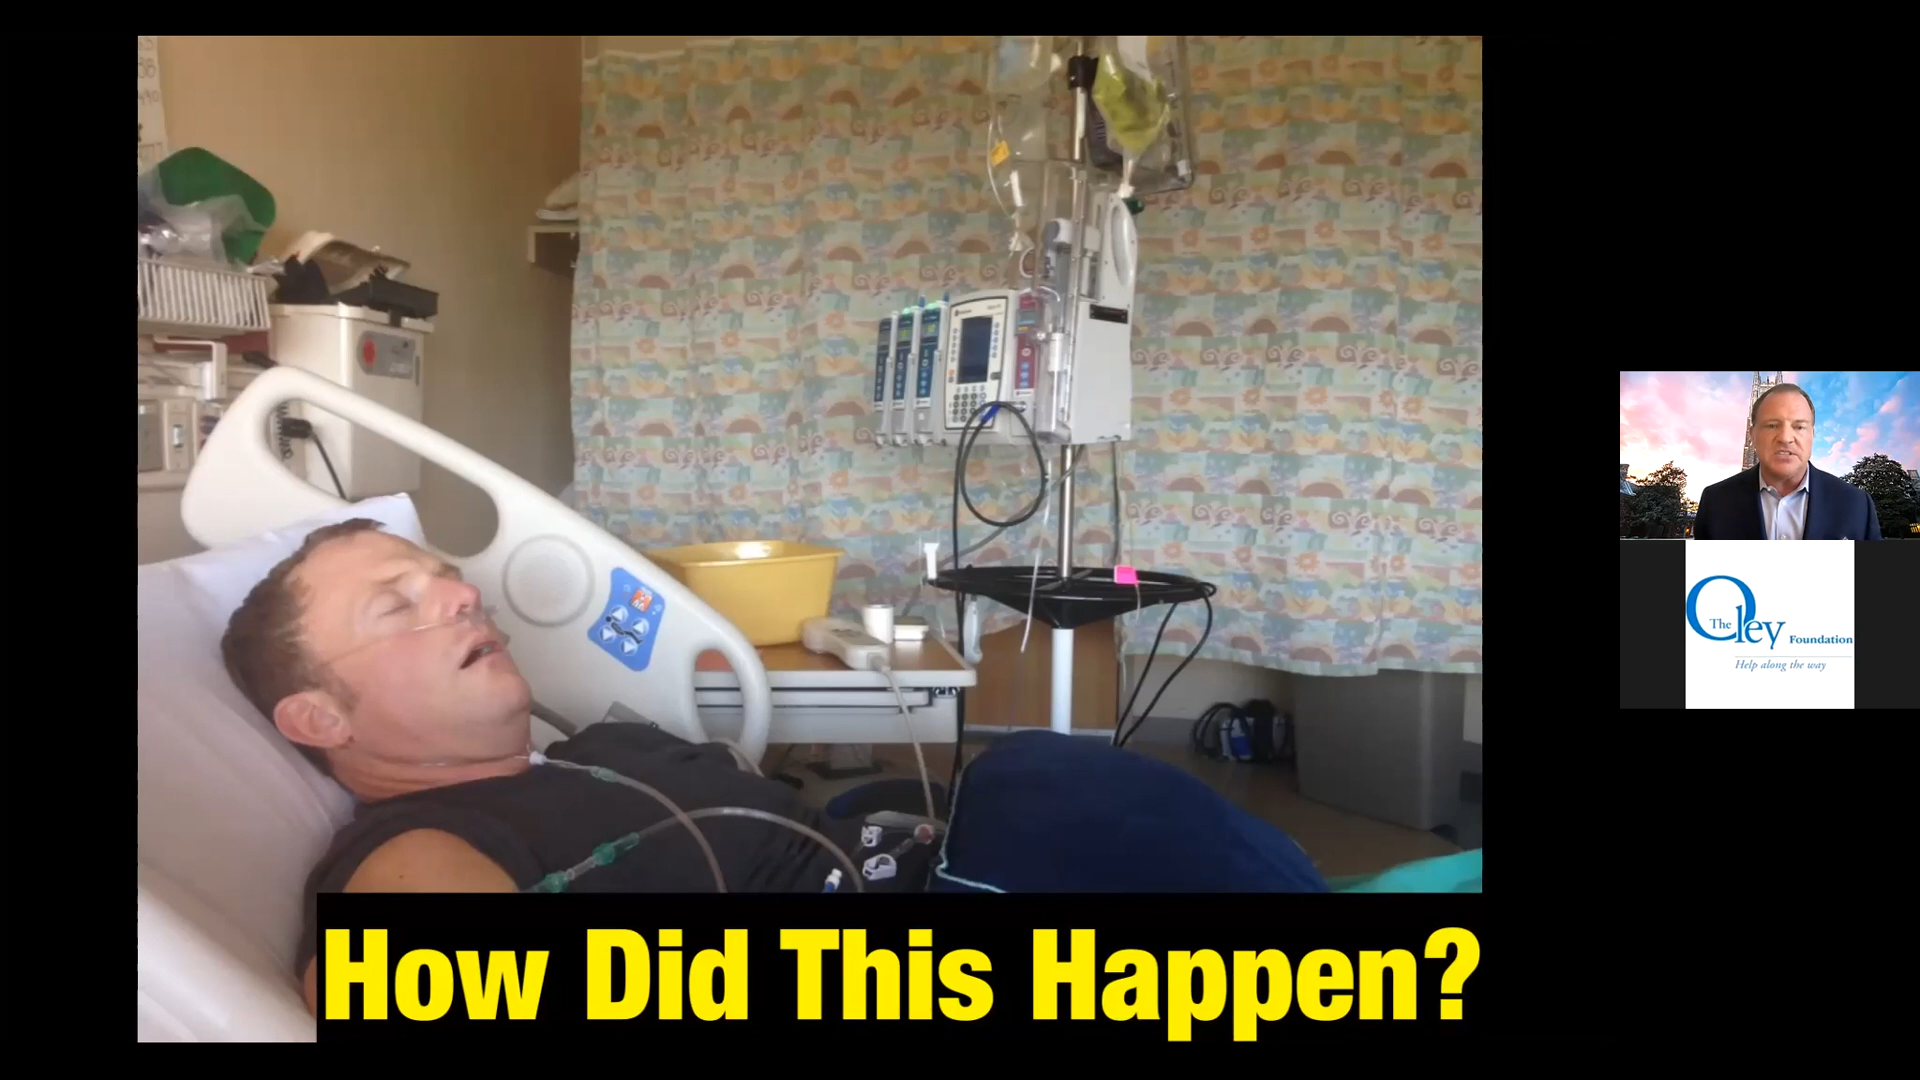 How Did This Happen?
The Oley Foundation
Help along the way